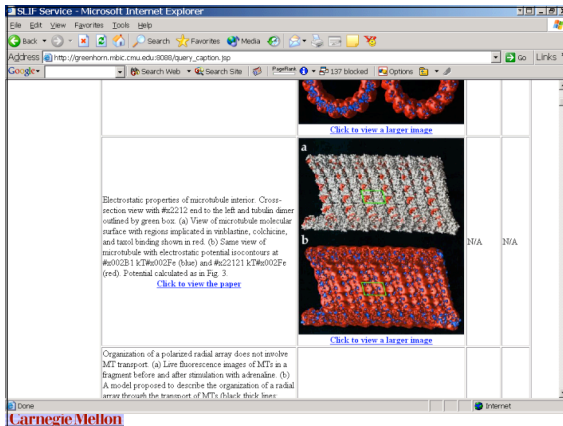 SLIF Service - Microsoft Internet Explorer
File Edit View Favorites Tools Help
Back Search Favorites Media
Address http://greenhorn.mbic.cmu.edu:8088/query_caption.jsp Go Links
Google Search Web Search Site PageRank 137 blocked Options
Click to view a larger image
a
Electrostatic properties of microtubule interior. Cross-
section view with #x2212 end to the left and tubulin dimer
outlined by green box. (a) View of microtubule molecular
surface with regions implicated in vinblastine, colchicine,
and taxol binding shown in red. (b) Same view of
microtubule with electrostatic potential isocontours at
#x002B1 kT#x002Fe (blue) and #x22121 kT#x002Fe
(red). Potential calculated as in Fig. 3.
Click to view the paper
b
N/A N/A
Click to view a larger image
Organization of a polarized radial array does not involve
MT transport. (a) Live fluorescence images of MTs in a
fragment before and after stimulation with adrenaline. (b)
A model proposed to describe the organization of a radial
array through the transport of MTs (black thick lines
Done Internet
Carnegie Mellon